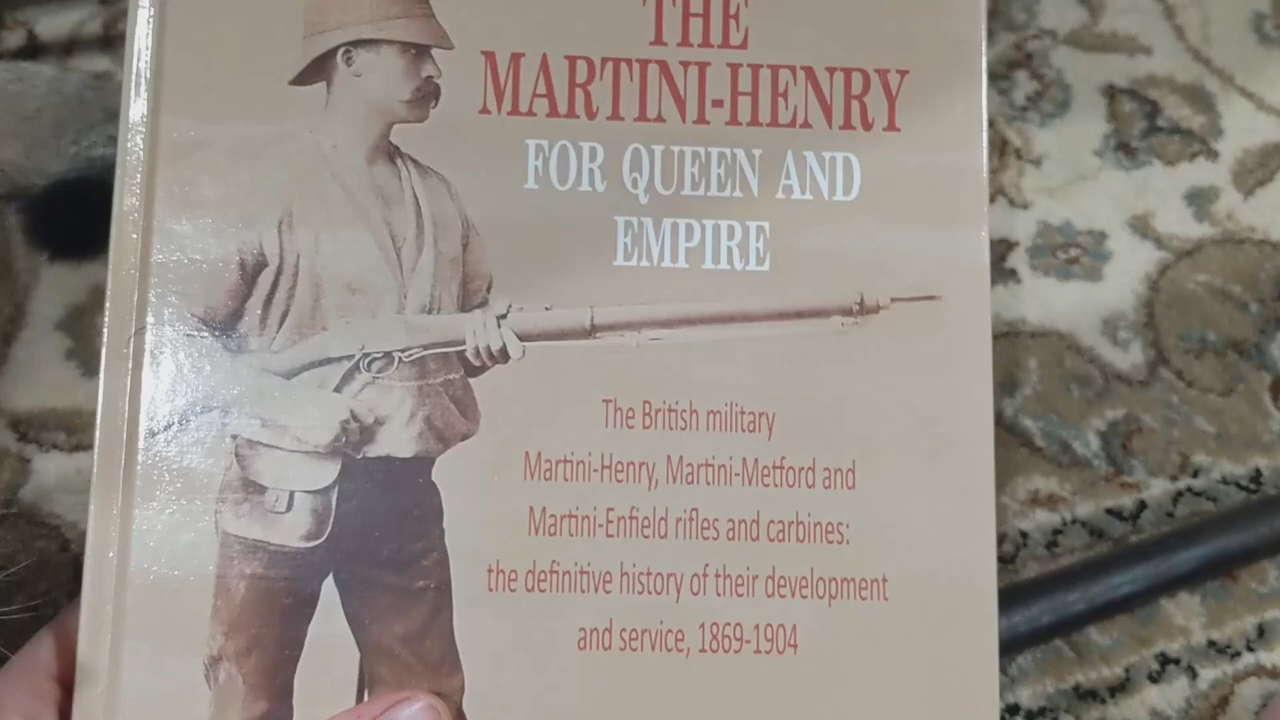 THE
MARTINI-HENRY
FOR QUEEN AND
EMPIRE
The British military
Martini-Henry, Martini-Metford and
Martini-Enfield rifles and carbines:
the definitive history of their development
and service, 1869-1904